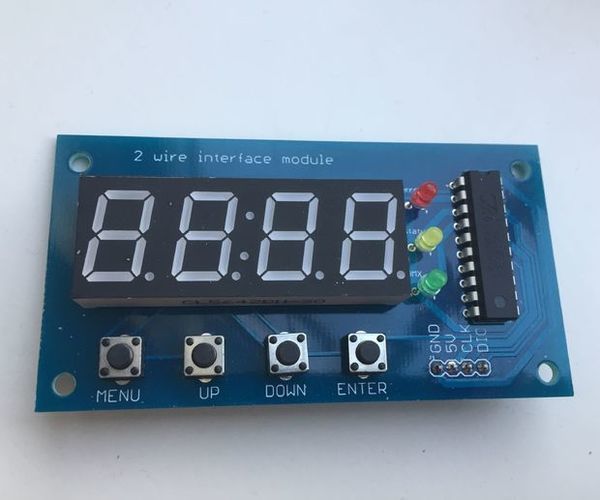 2 wire interface module
MENU
UP
DOWN
ENTER
GND
5V
CLK
DIO